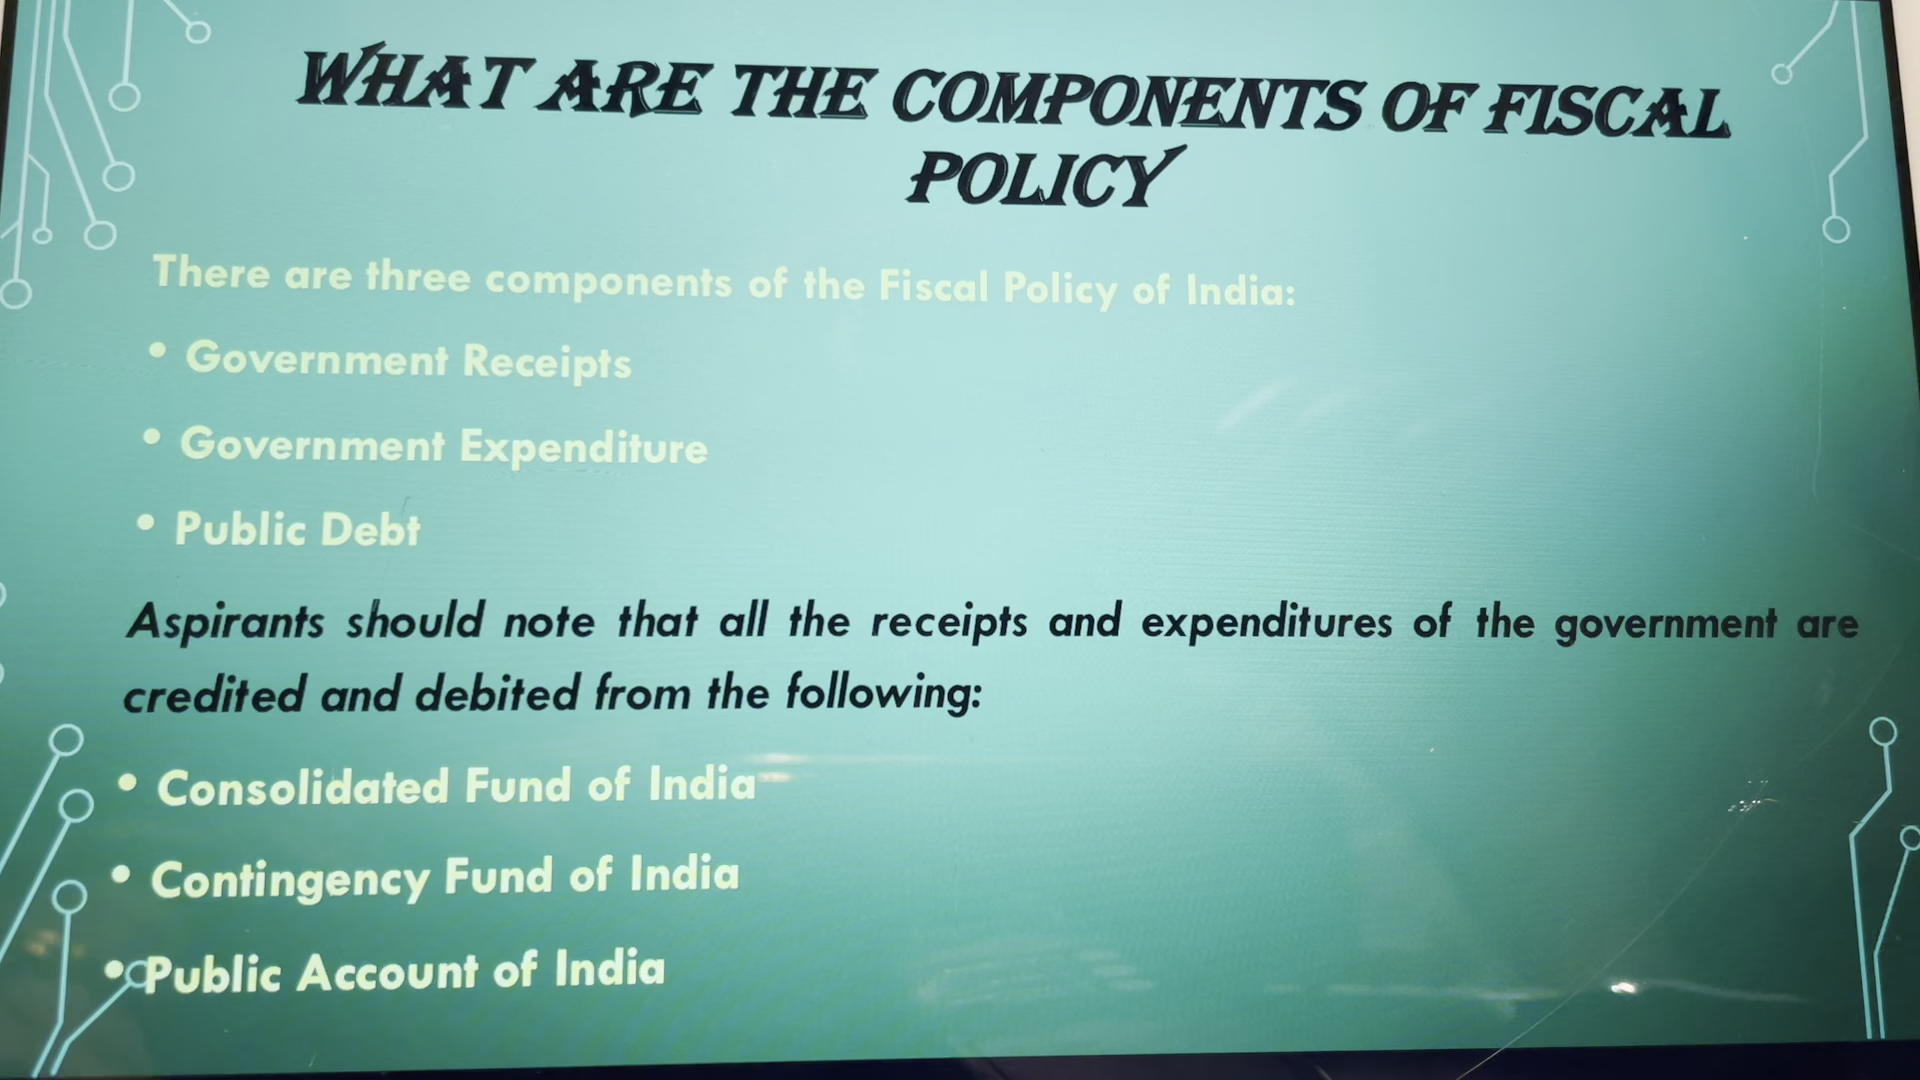 WHAT ARE THE COMPONENTS OF FISCAL
POLICY
There are three components of the Fiscal Policy of India:
• Government Receipts
• Government Expenditure
• Public Debt
Aspirants should note that all the receipts and expenditures of the government are
credited and debited from the following:
• Consolidated Fund of India
• Contingency Fund of India
• Public Account of India